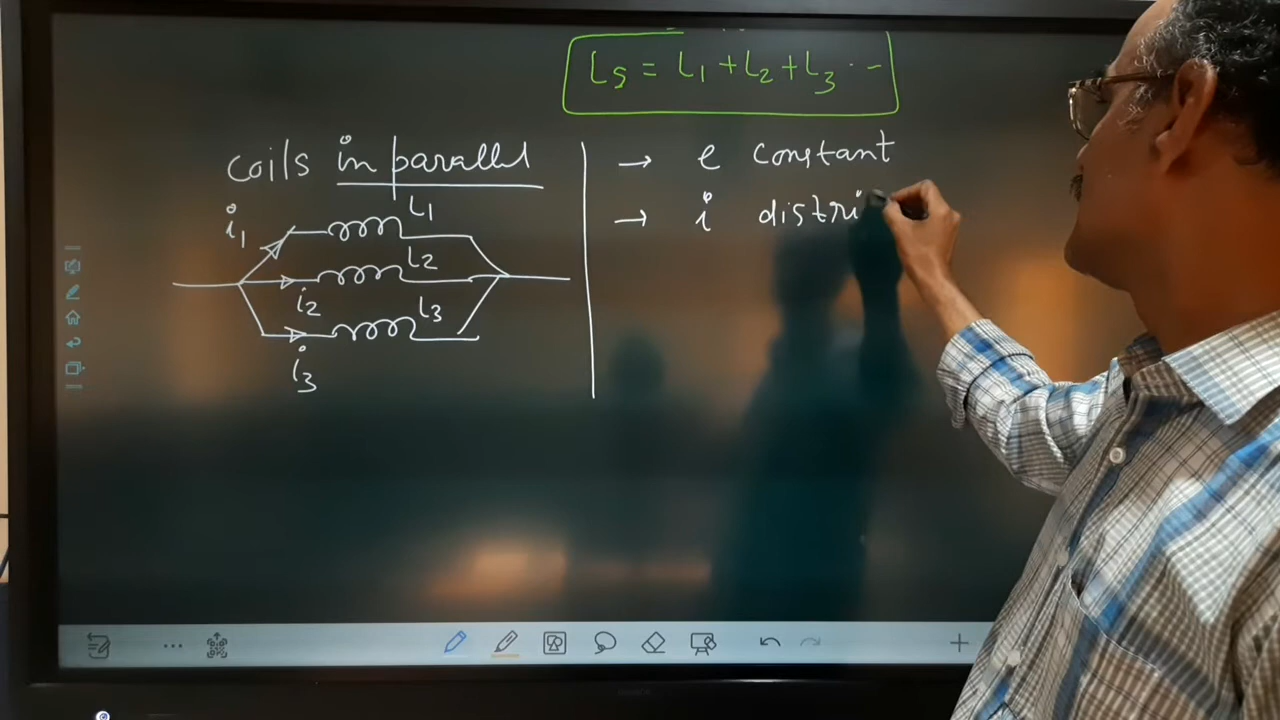 LS = L1 + L2 + L3 . . –
coils in parallel
→ e constant
→ i distri
i1
L1
L2
i2
L3
i3